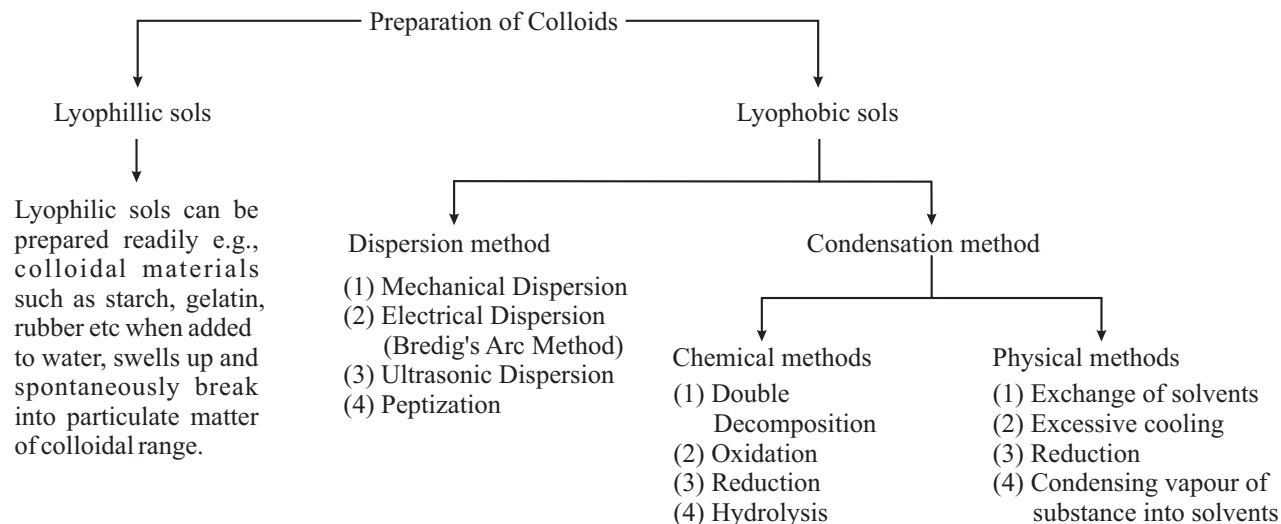 Preparation of Colloids
Lyophillic sols
Lyophobic sols
Lyophilic sols can be
prepared readily e.g.,
colloidal materials
such as starch, gelatin,
rubber etc when added
to water, swells up and
spontaneously break
into particulate matter
of colloidal range.
Dispersion method
(1) Mechanical Dispersion
(2) Electrical Dispersion
(Bredig's Arc Method)
(3) Ultrasonic Dispersion
(4) Peptization
Condensation method
Chemical methods
(1) Double
Decomposition
(2) Oxidation
(3) Reduction
(4) Hydrolysis
Physical methods
(1) Exchange of solvents
(2) Excessive cooling
(3) Reduction
(4) Condensing vapour of
substance into solvents